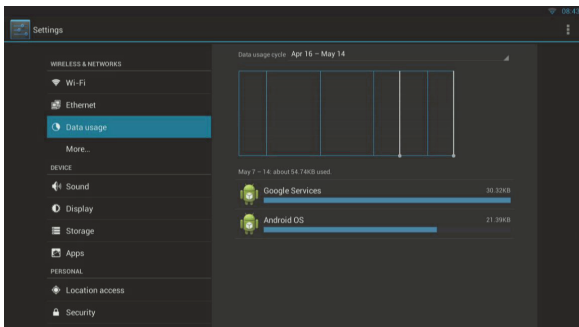 08:43
Settings
WIRELESS & NETWORKS
Wi-Fi
Ethernet
Data usage
More...
DEVICE
Sound
Display
Storage
Apps
PERSONAL
Location access
Security
Data usage cycle Apr 16 – May 14
May 7 – 14: about 54.74KB used.
Google Services 30.32KB
Android OS 21.39KB